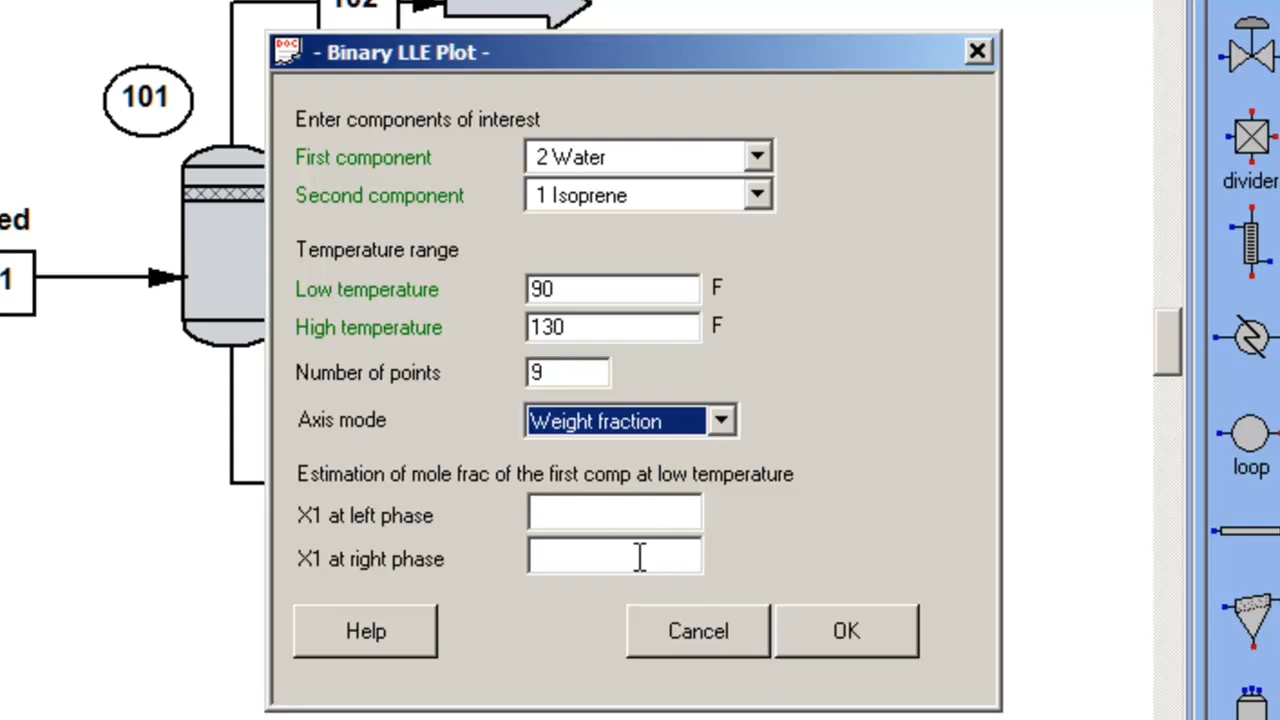 102
DOC
- Binary LLE Plot -
101
Enter components of interest
First component 2 Water
Second component 1 Isoprene
divider
ed
Temperature range
1
Low temperature 90 F
High temperature 130 F
Number of points 9
Axis mode Weight fraction
loop
Estimation of mole frac of the first comp at low temperature
X1 at left phase
X1 at right phase
Help Cancel OK